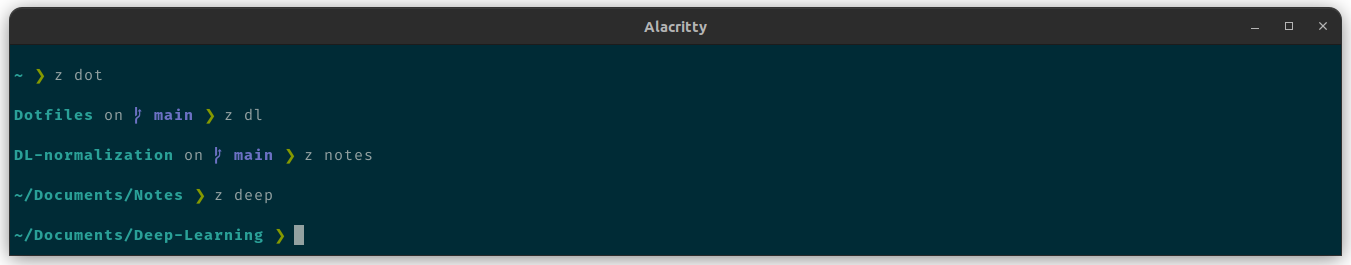 Alacritty
~ ❯ z dot
Dotfiles on  main ❯ z dl
DL-normalization on  main ❯ z notes
~/Documents/Notes ❯ z deep
~/Documents/Deep-Learning ❯